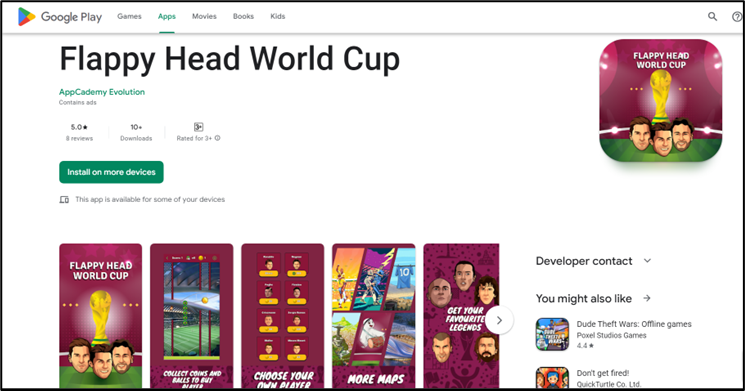 Google Play
Games
Apps
Movies
Books
Kids
Flappy Head World Cup
AppCademy Evolution
Contains ads
5.0★
8 reviews
10+
Downloads
3+
Rated for 3+
Install on more devices
This app is available for some of your devices
FLAPPY HEAD
WORLD CUP
FLAPPY HEAD
WORLD CUP
COLLECT COINS
AND BALLS TO BUY
PLAYER
CHOOSE YOUR
OWN PLAYER
MORE MAPS
GET YOUR
FAVOURITE
LEGENDS
Developer contact
You might also like
Dude Theft Wars: Offline games
Poxel Studios Games
4.4★
Don't get fired!
QuickTurtle Co. Ltd.